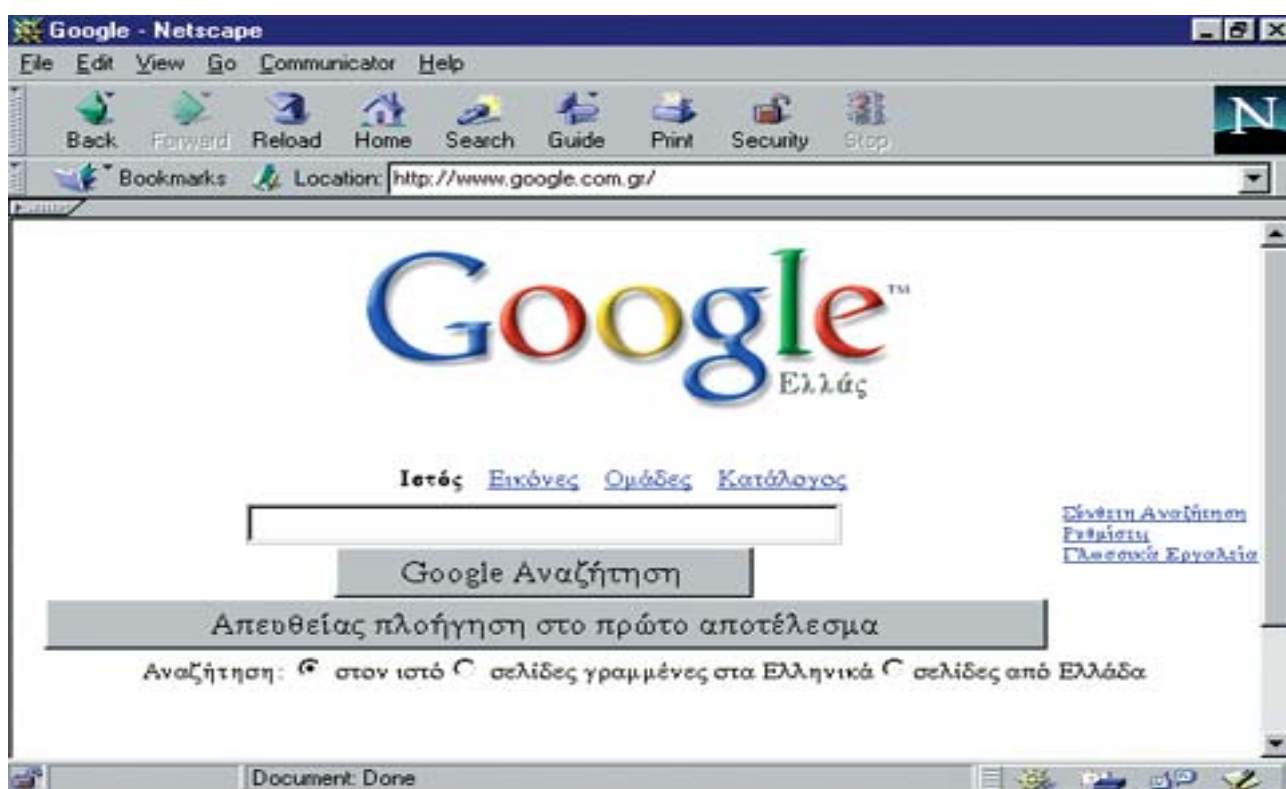 Google - Netscape
File Edit View Go Communicator Help
Back Forward Reload Home Search Guide Print Security Stop
N
Bookmarks Location: http://www.google.com.gr/
Google™
Ελλάς
Ιστός Εικόνες Ομάδες Κατάλογος
Σύνθετη Αναζήτηση
Ρυθμίσεις
Γλωσσικά Εργαλεία
Google Αναζήτηση
Απευθείας πλοήγηση στο πρώτο αποτέλεσμα
Αναζήτηση: στον ιστό σελίδες γραμμένες στα Ελληνικά σελίδες από Ελλάδα
Document: Done